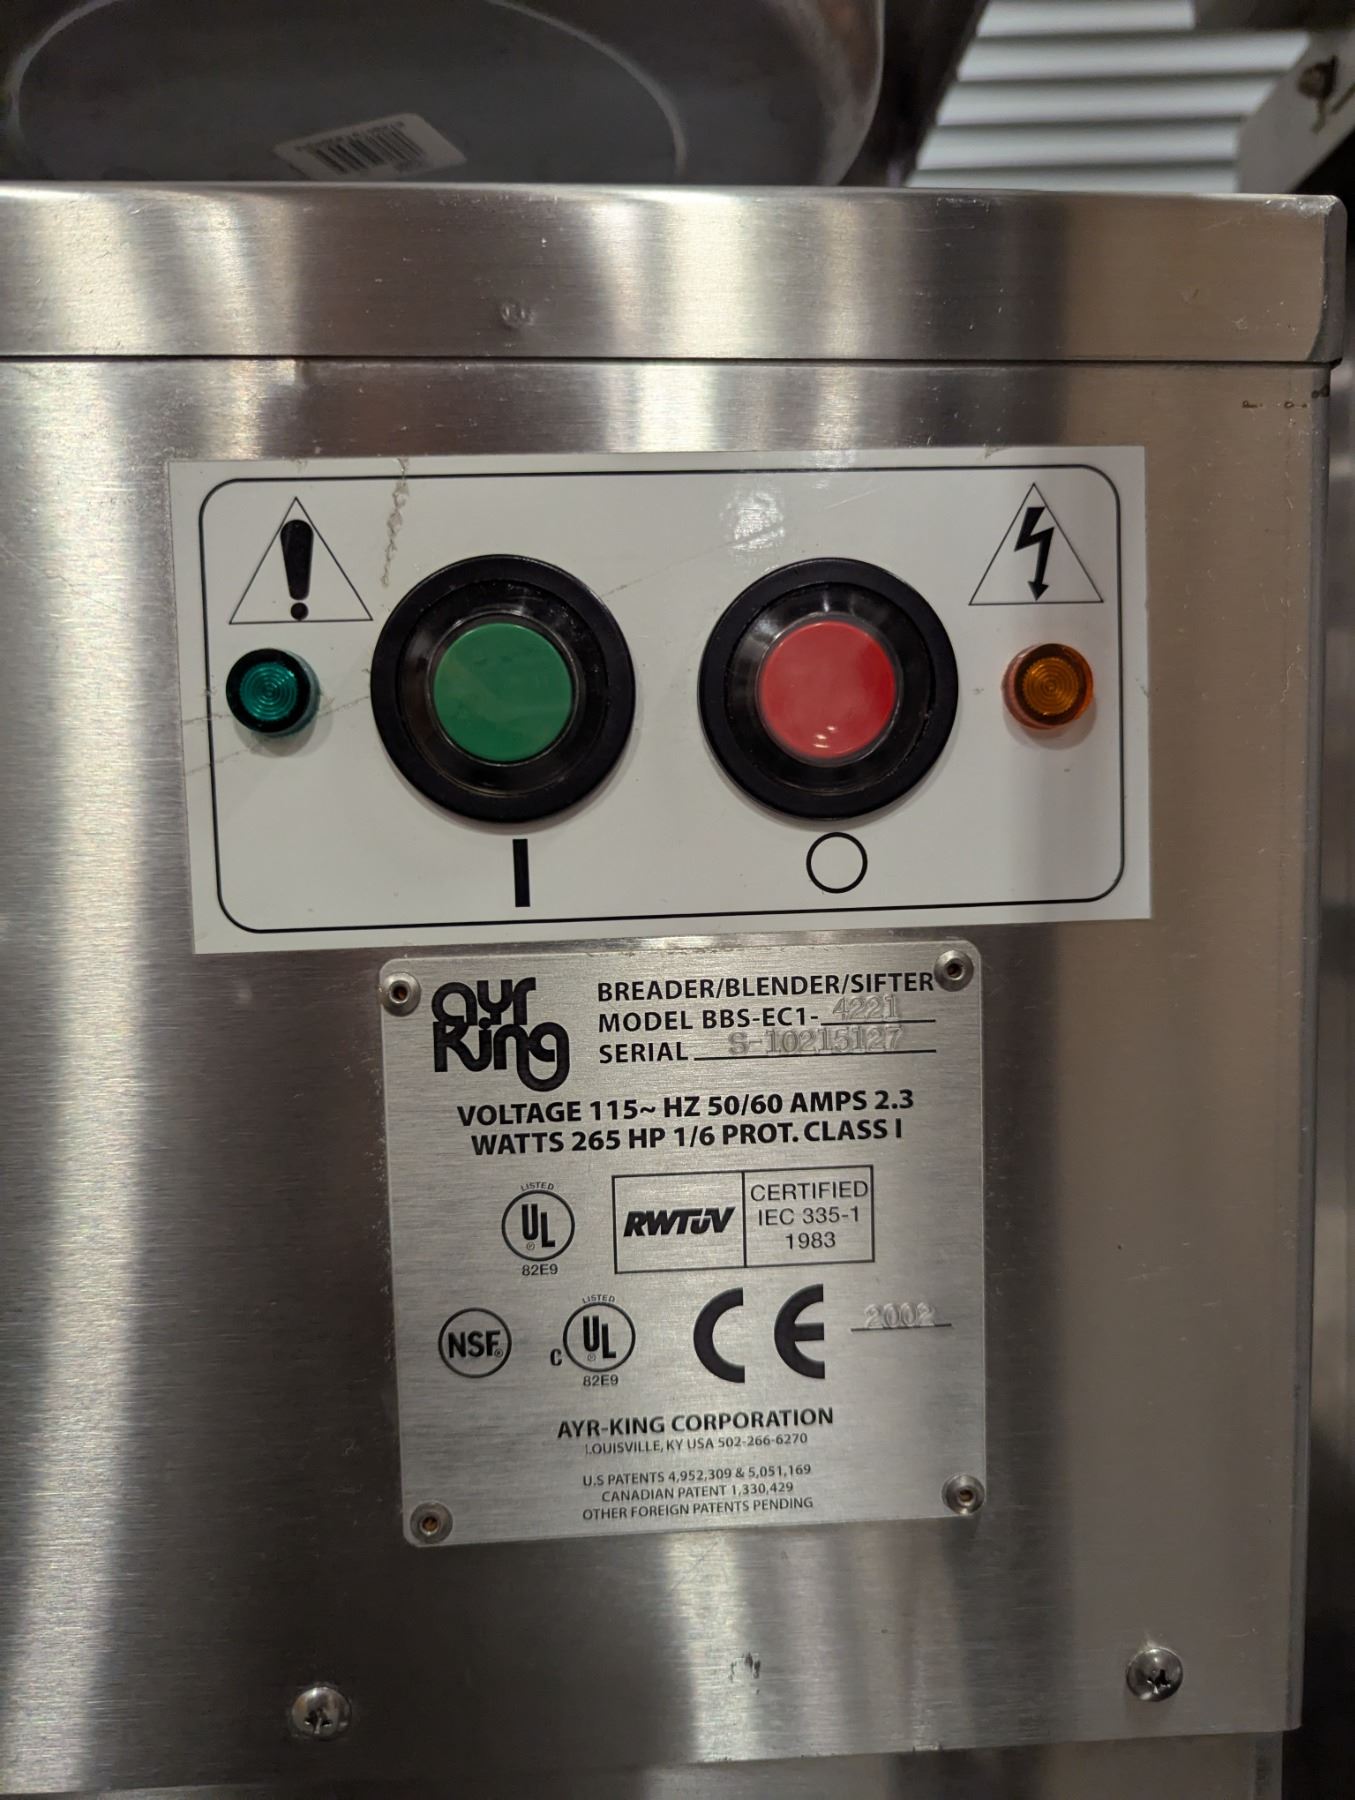 ayr
King
BREADER/BLENDER/SIFTER
MODEL BBS-EC1- 4221
SERIAL S-10215127
VOLTAGE 115~ HZ 50/60 AMPS 2.3
WATTS 265 HP 1/6 PROT. CLASS I
LISTED
UL
®
82E9
RWTüV
CERTIFIED
IEC 335-1
1983
NSF®
LISTED
C UL
®
82E9
CE 2002
AYR-KING CORPORATION
LOUISVILLE, KY USA 502-266-6270
U.S PATENTS 4,952,309 & 5,051,169
CANADIAN PATENT 1,330,429
OTHER FOREIGN PATENTS PENDING